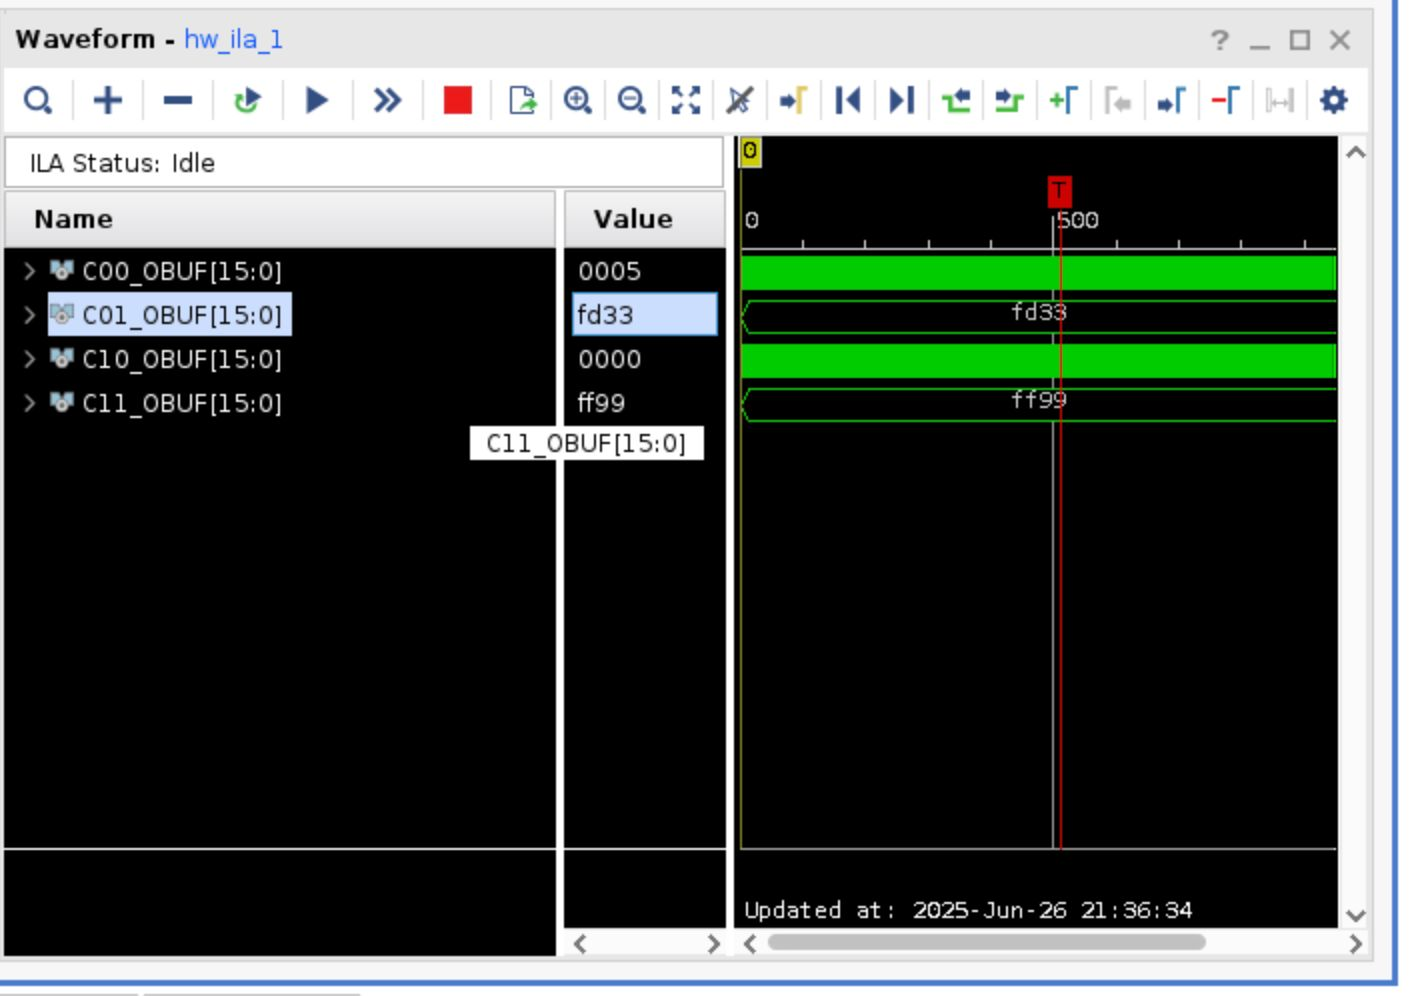 Waveform - hw_ila_1
ILA Status: Idle
0
T
Name
Value
0
500
C00_OBUF[15:0]
0005
C01_OBUF[15:0]
fd33
fd33
C10_OBUF[15:0]
0000
C11_OBUF[15:0]
ff99
ff99
C11_OBUF[15:0]
Updated at: 2025-Jun-26 21:36:34